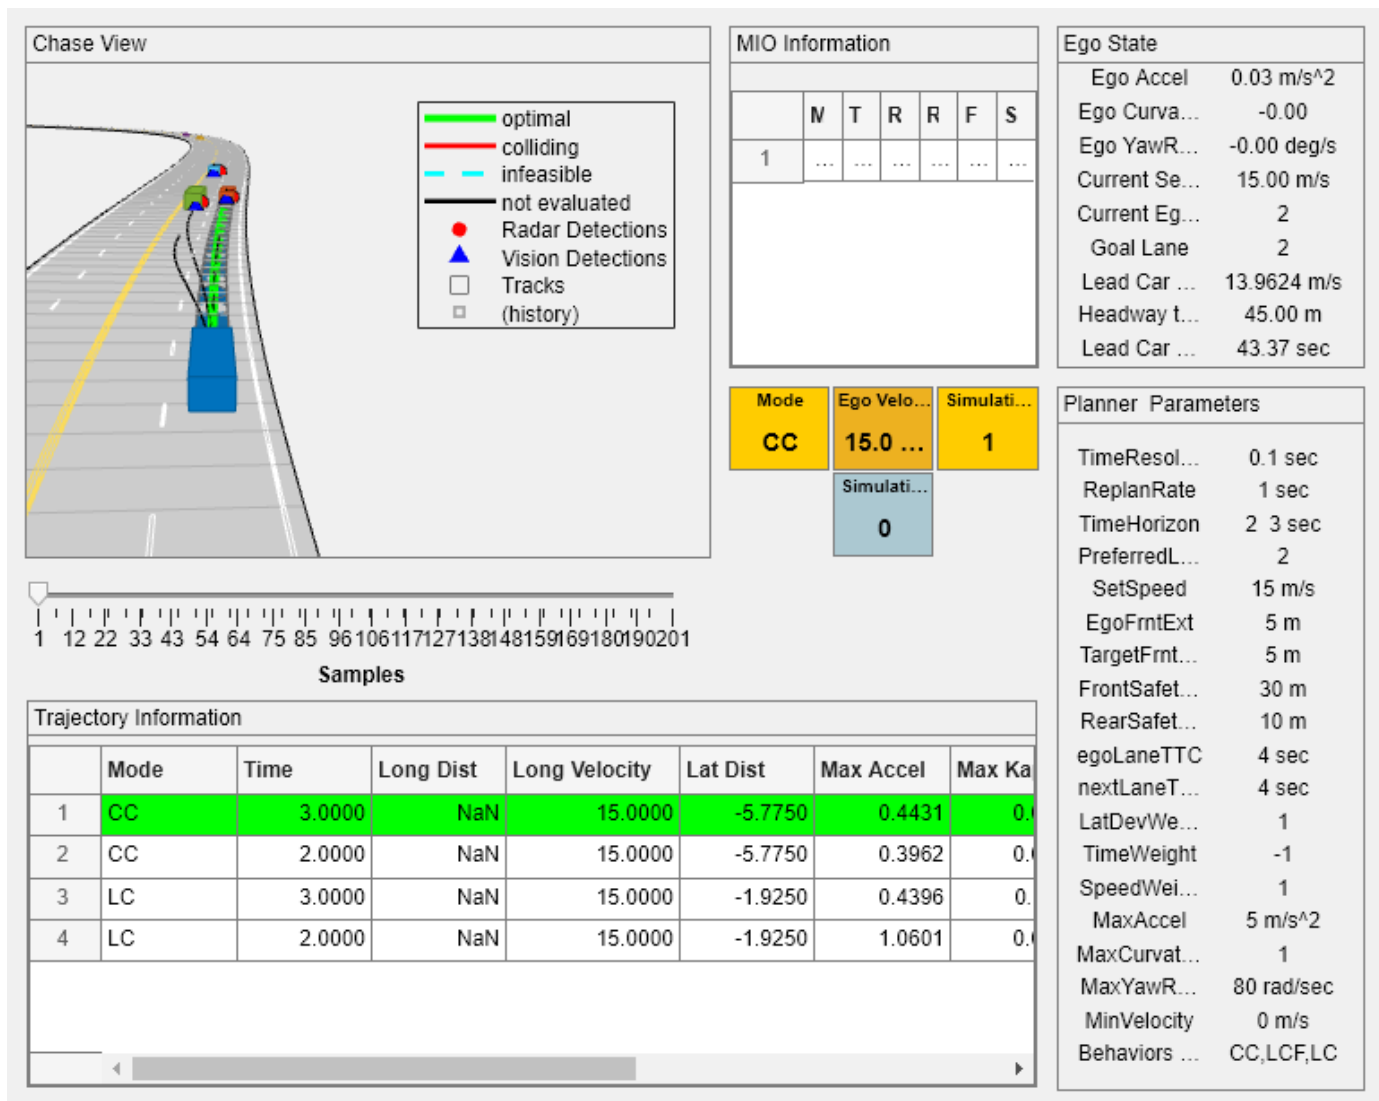 Chase View
optimal
colliding
infeasible
not evaluated
Radar Detections
Vision Detections
Tracks
(history)
1 12 22 33 43 54 64 75 85 96 106 117 127 138 148 159 169 180 190 201
Samples
MIO Information
M T R R F S
1 ... ... ... ... ... ...
Mode
CC
Ego Velo...
15.0 ...
Simulati...
1
Simulati...
0
Ego State
Ego Accel 0.03 m/s^2
Ego Curva... -0.00
Ego YawR... -0.00 deg/s
Current Se... 15.00 m/s
Current Eg... 2
Goal Lane 2
Lead Car ... 13.9624 m/s
Headway t... 45.00 m
Lead Car ... 43.37 sec
Planner Parameters
TimeResol... 0.1 sec
ReplanRate 1 sec
TimeHorizon 2 3 sec
PreferredL... 2
SetSpeed 15 m/s
EgoFrntExt 5 m
TargetFrnt... 5 m
FrontSafet... 30 m
RearSafet... 10 m
egoLaneTTC 4 sec
nextLaneT... 4 sec
LatDevWe... 1
TimeWeight -1
SpeedWei... 1
MaxAccel 5 m/s^2
MaxCurvat... 1
MaxYawR... 80 rad/sec
MinVelocity 0 m/s
Behaviors ... CC,LCF,LC
Trajectory Information
Mode Time Long Dist Long Velocity Lat Dist Max Accel Max Ka
1 CC 3.0000 NaN 15.0000 -5.7750 0.4431 0.
2 CC 2.0000 NaN 15.0000 -5.7750 0.3962 0.
3 LC 3.0000 NaN 15.0000 -1.9250 0.4396 0.
4 LC 2.0000 NaN 15.0000 -1.9250 1.0601 0.